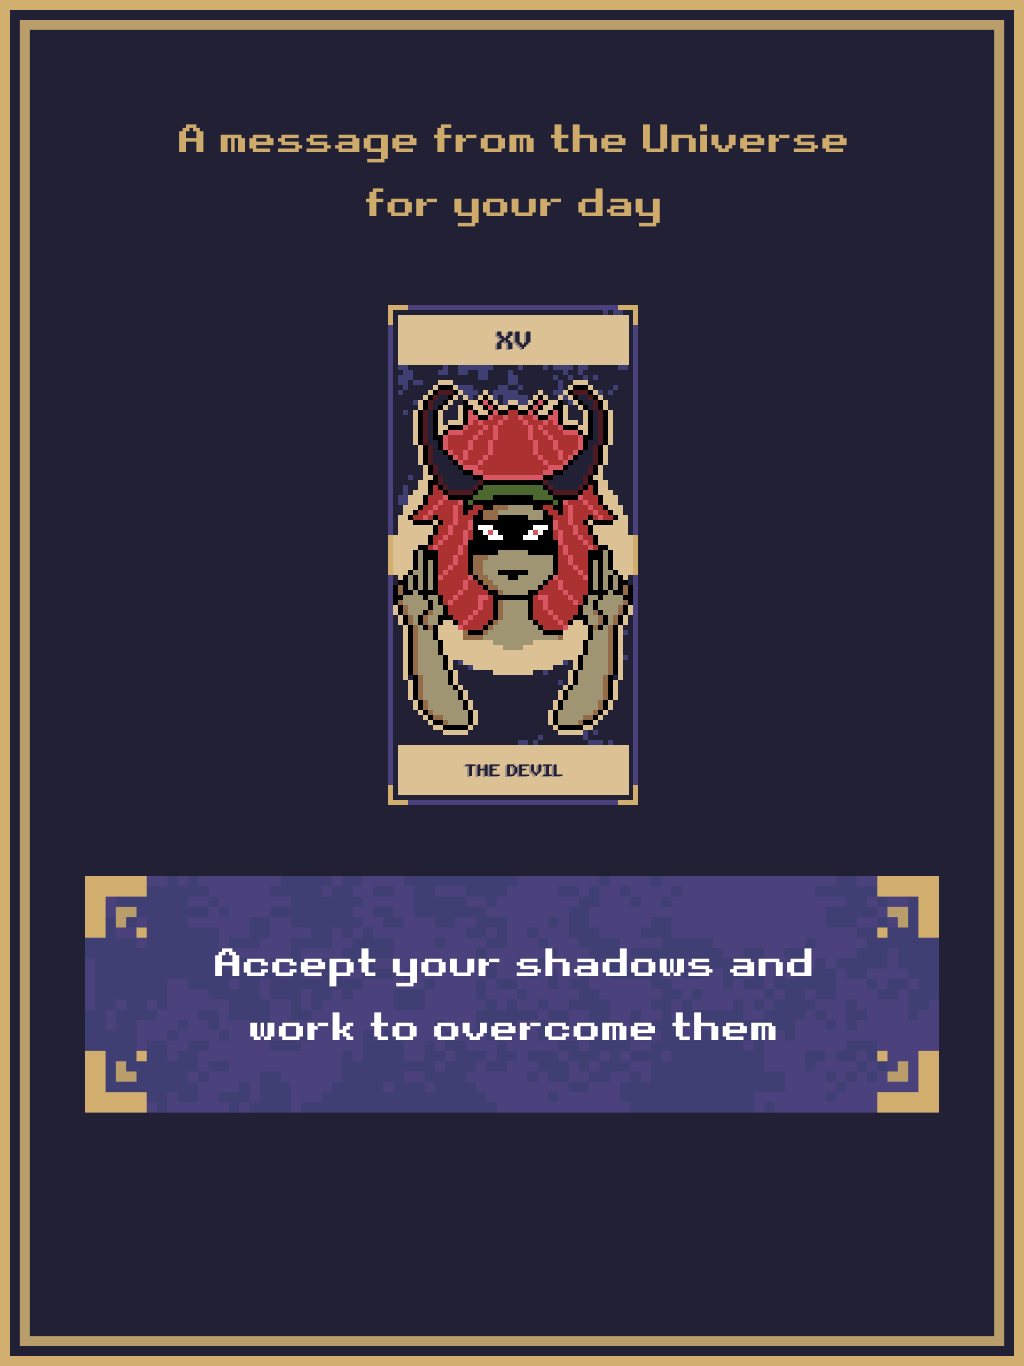 A message from the Universe
for your day
XV
THE DEVIL
Accept your shadows and
work to overcome them